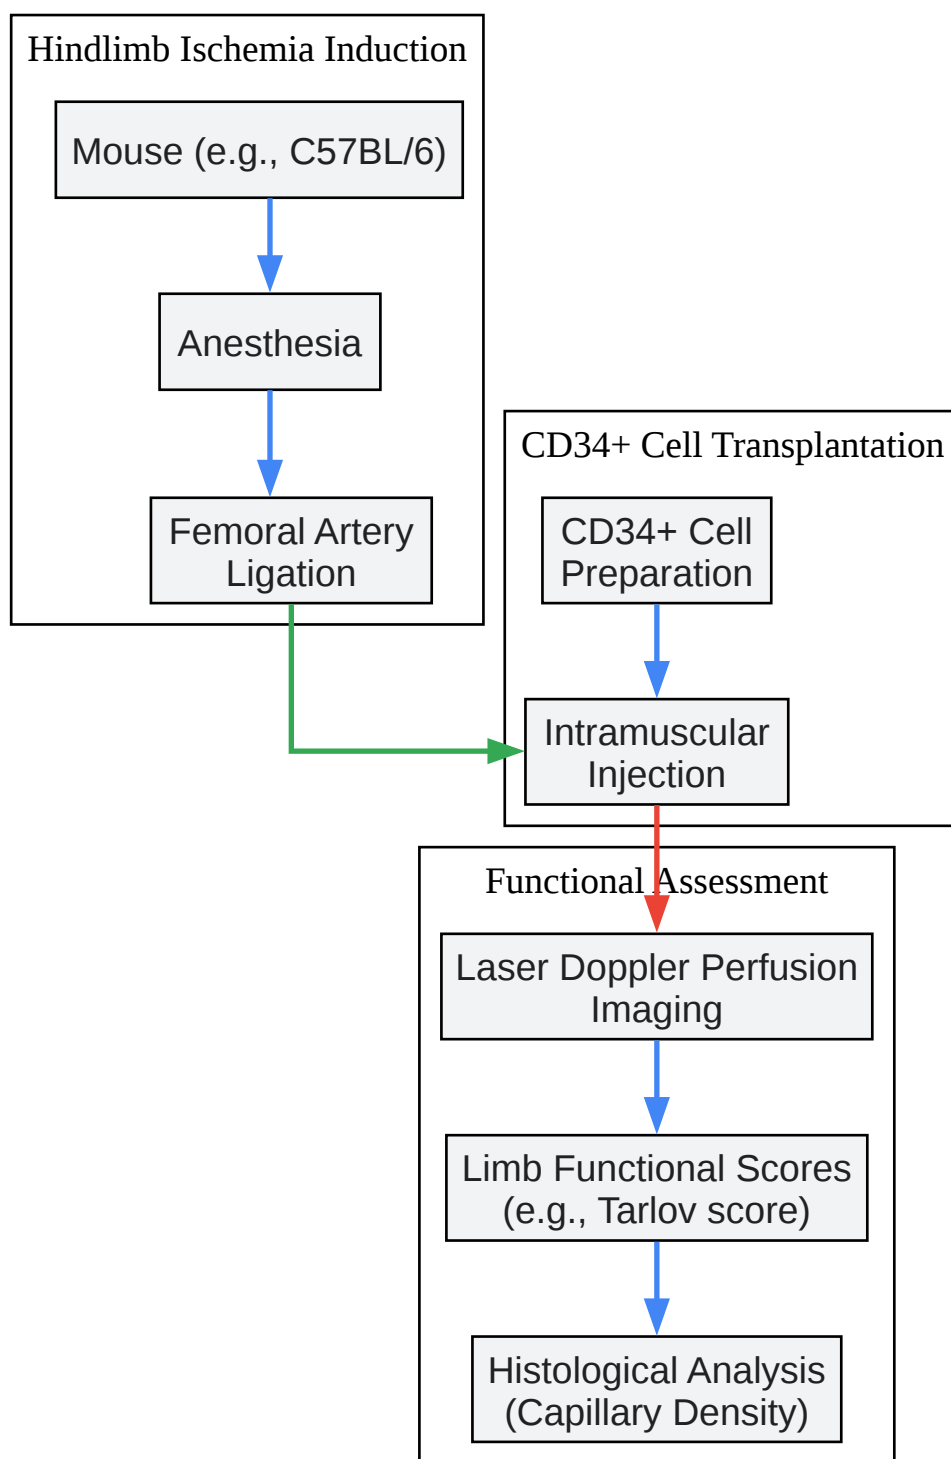 Hindlimb Ischemia Induction
Mouse (e.g., C57BL/6)
Anesthesia
Femoral Artery
Ligation
CD34+ Cell Transplantation
CD34+ Cell
Preparation
Intramuscular
Injection
Functional Assessment
Laser Doppler Perfusion
Imaging
Limb Functional Scores
(e.g., Tarlov score)
Histological Analysis
(Capillary Density)